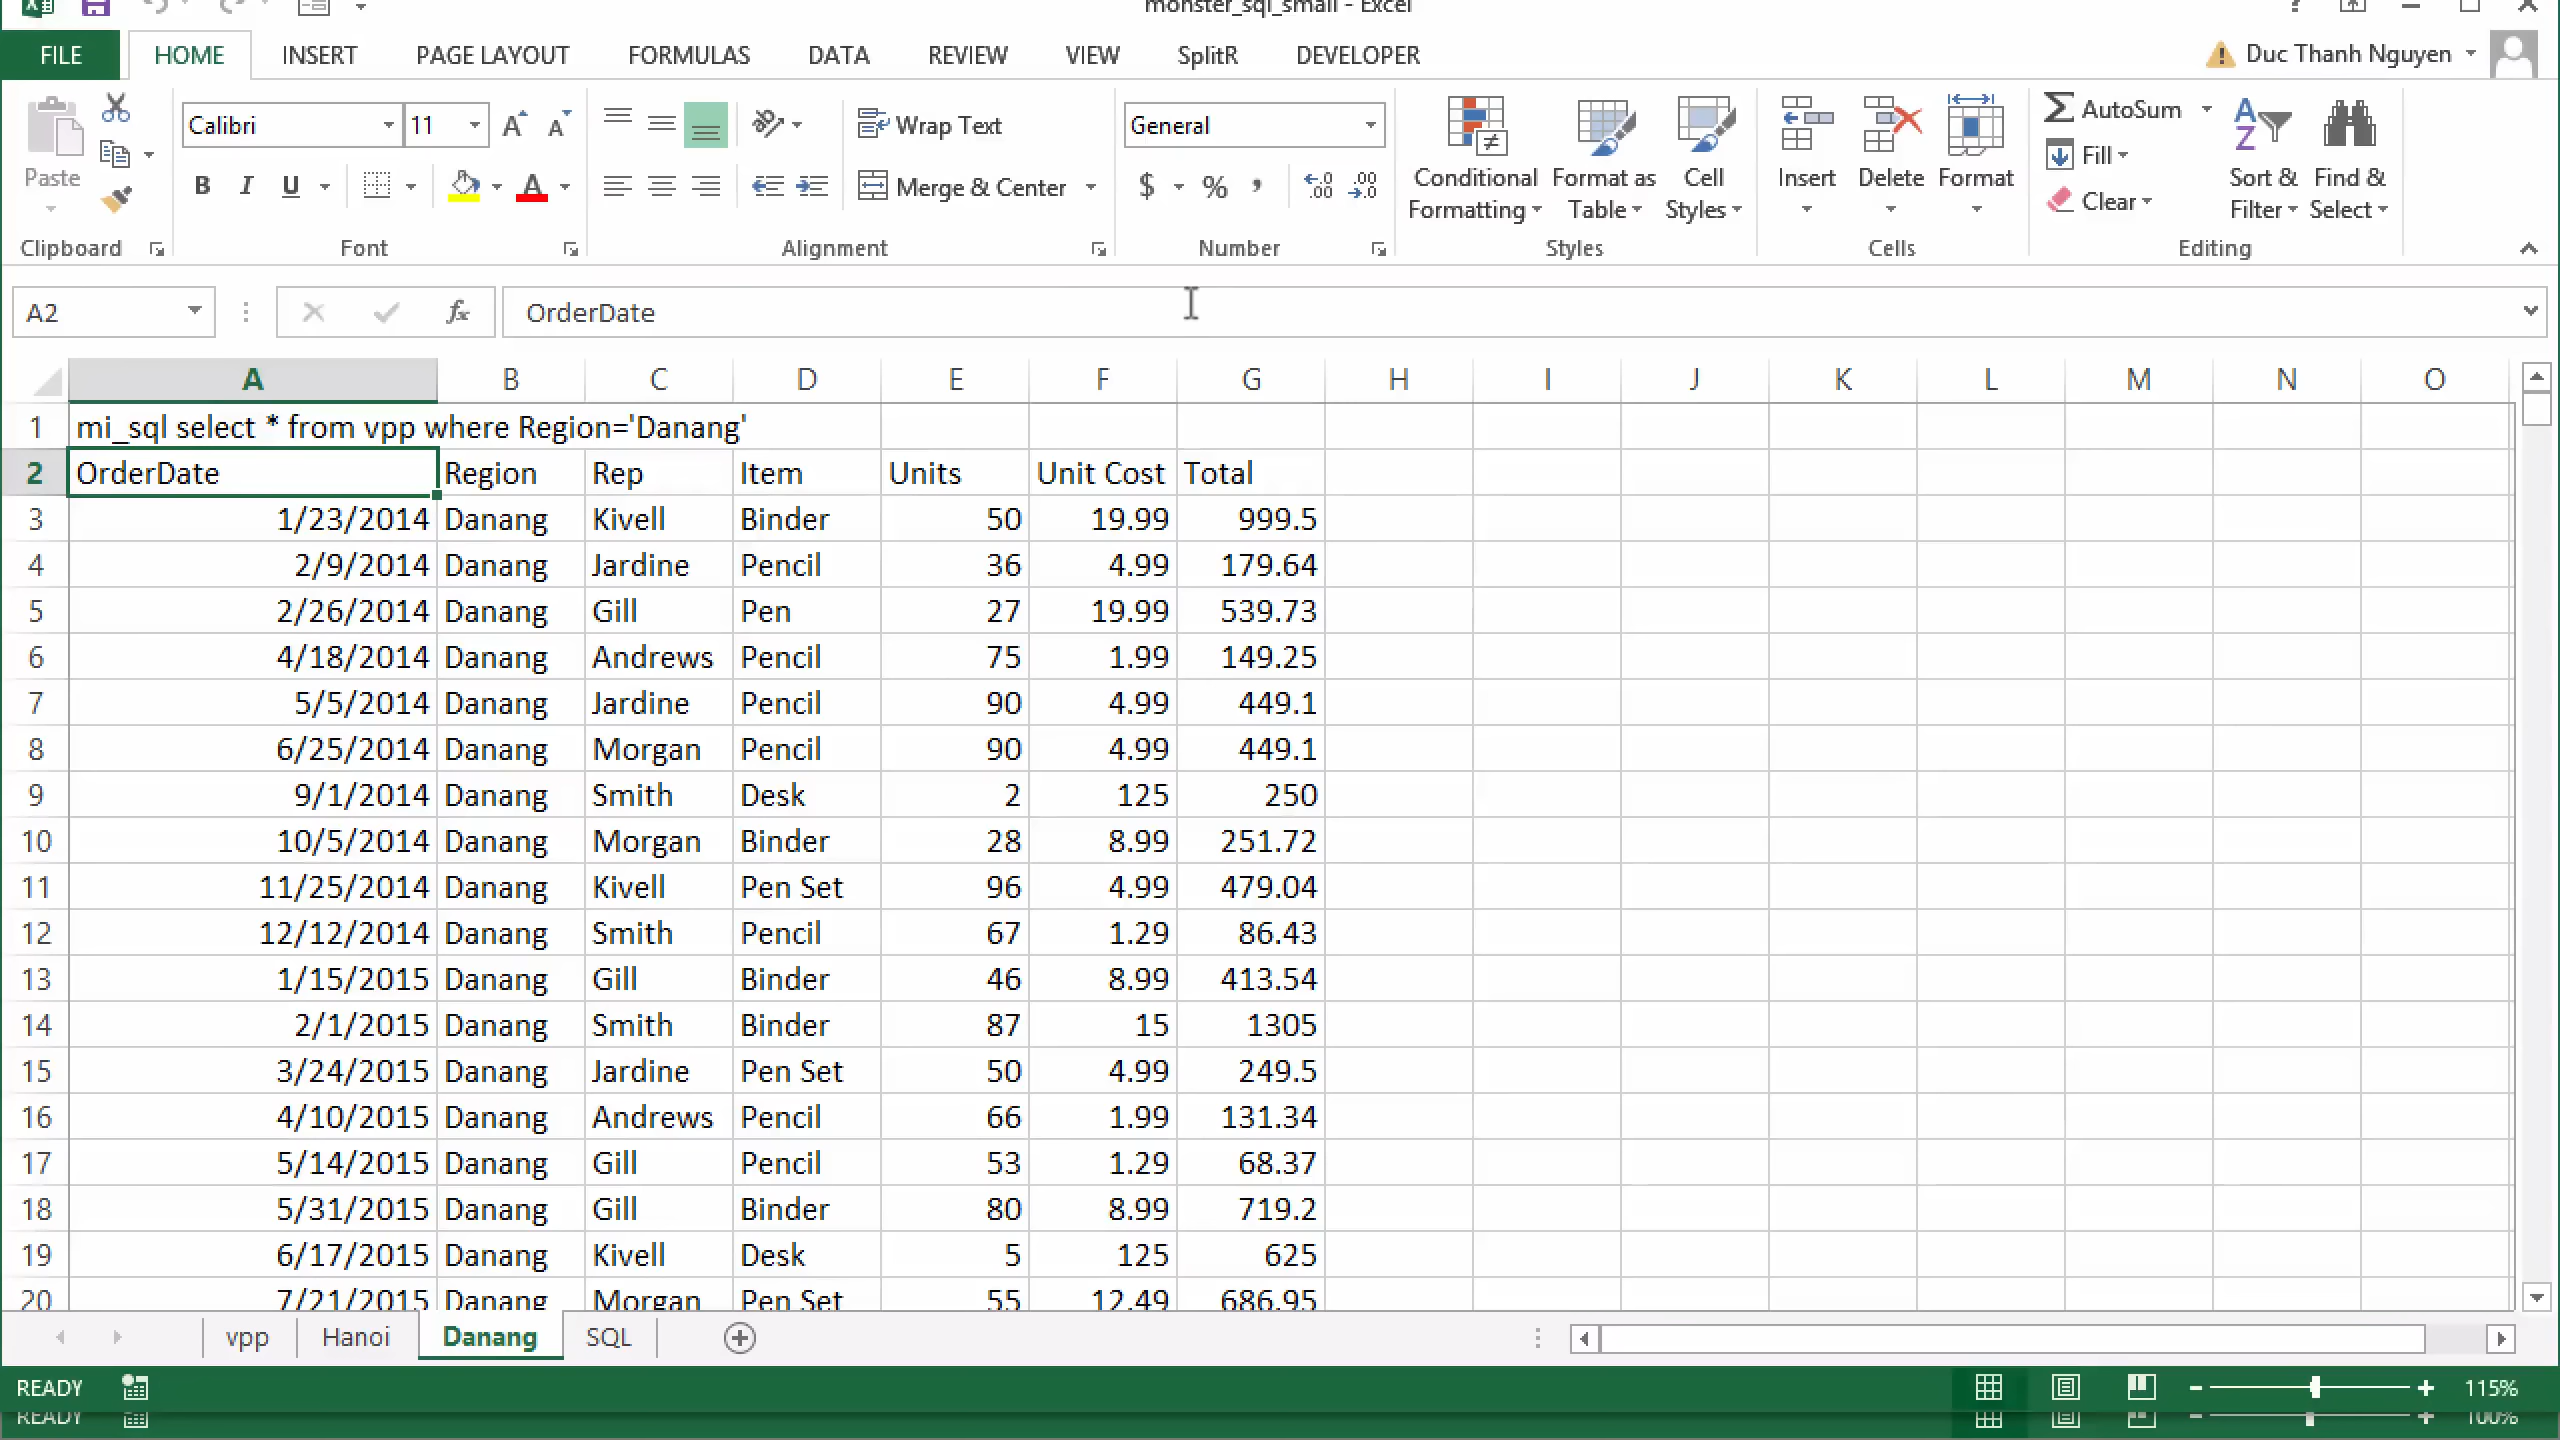 monster_sql_small - Excel
FILE HOME INSERT PAGE LAYOUT FORMULAS DATA REVIEW VIEW SplitR DEVELOPER Duc Thanh Nguyen
Paste
Clipboard
Calibri 11
B I U
Font
Wrap Text
Merge & Center
Alignment
General
$ % ,
Number
Conditional Formatting
Format as Table
Cell Styles
Styles
Insert Delete Format
Cells
AutoSum
Fill
Clear
Sort & Filter
Find & Select
Editing
A2 fx OrderDate
A B C D E F G H I J K L M N O
1 mi_sql select * from vpp where Region='Danang'
2 OrderDate Region Rep Item Units Unit Cost Total
3 1/23/2014 Danang Kivell Binder 50 19.99 999.5
4 2/9/2014 Danang Jardine Pencil 36 4.99 179.64
5 2/26/2014 Danang Gill Pen 27 19.99 539.73
6 4/18/2014 Danang Andrews Pencil 75 1.99 149.25
7 5/5/2014 Danang Jardine Pencil 90 4.99 449.1
8 6/25/2014 Danang Morgan Pencil 90 4.99 449.1
9 9/1/2014 Danang Smith Desk 2 125 250
10 10/5/2014 Danang Morgan Binder 28 8.99 251.72
11 11/25/2014 Danang Kivell Pen Set 96 4.99 479.04
12 12/12/2014 Danang Smith Pencil 67 1.29 86.43
13 1/15/2015 Danang Gill Binder 46 8.99 413.54
14 2/1/2015 Danang Smith Binder 87 15 1305
15 3/24/2015 Danang Jardine Pen Set 50 4.99 249.5
16 4/10/2015 Danang Andrews Pencil 66 1.99 131.34
17 5/14/2015 Danang Gill Pencil 53 1.29 68.37
18 5/31/2015 Danang Gill Binder 80 8.99 719.2
19 6/17/2015 Danang Kivell Desk 5 125 625
20 7/21/2015 Danang Morgan Pen Set 55 12.49 686.95
vpp Hanoi Danang SQL
READY 115%
READY 100%